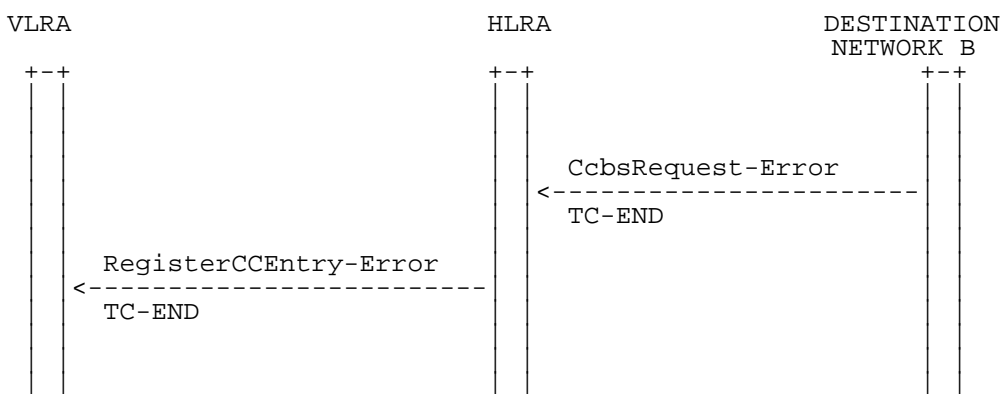 VLRA HLRA DESTINATION
NETWORK B
CcbsRequest-Error
TC-END
RegisterCCEntry-Error
TC-END